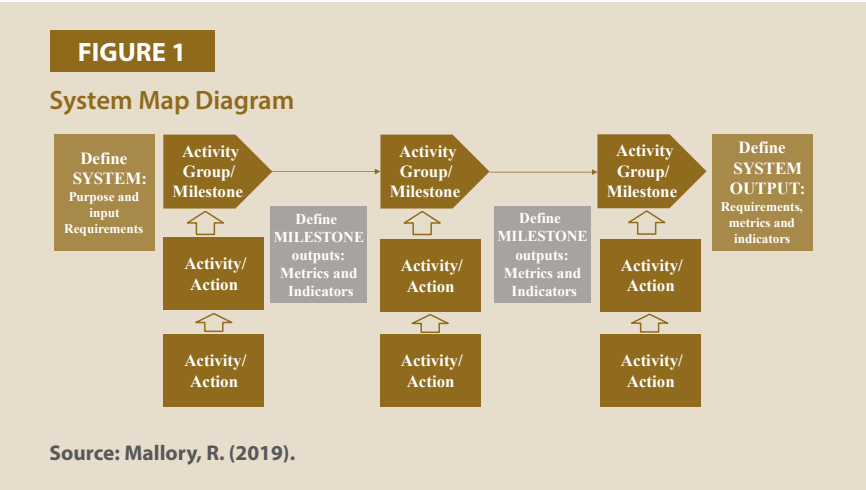 FIGURE 1
System Map Diagram
Define
SYSTEM:
Purpose and
input
Requirements
Activity
Group/
Milestone
Activity/
Action
Activity/
Action
Define
MILESTONE
outputs:
Metrics and
Indicators
Activity
Group/
Milestone
Activity/
Action
Activity/
Action
Define
MILESTONE
outputs:
Metrics and
Indicators
Activity
Group/
Milestone
Activity/
Action
Activity/
Action
Define
SYSTEM
OUTPUT:
Requirements,
metrics and
indicators
Source: Mallory, R. (2019).